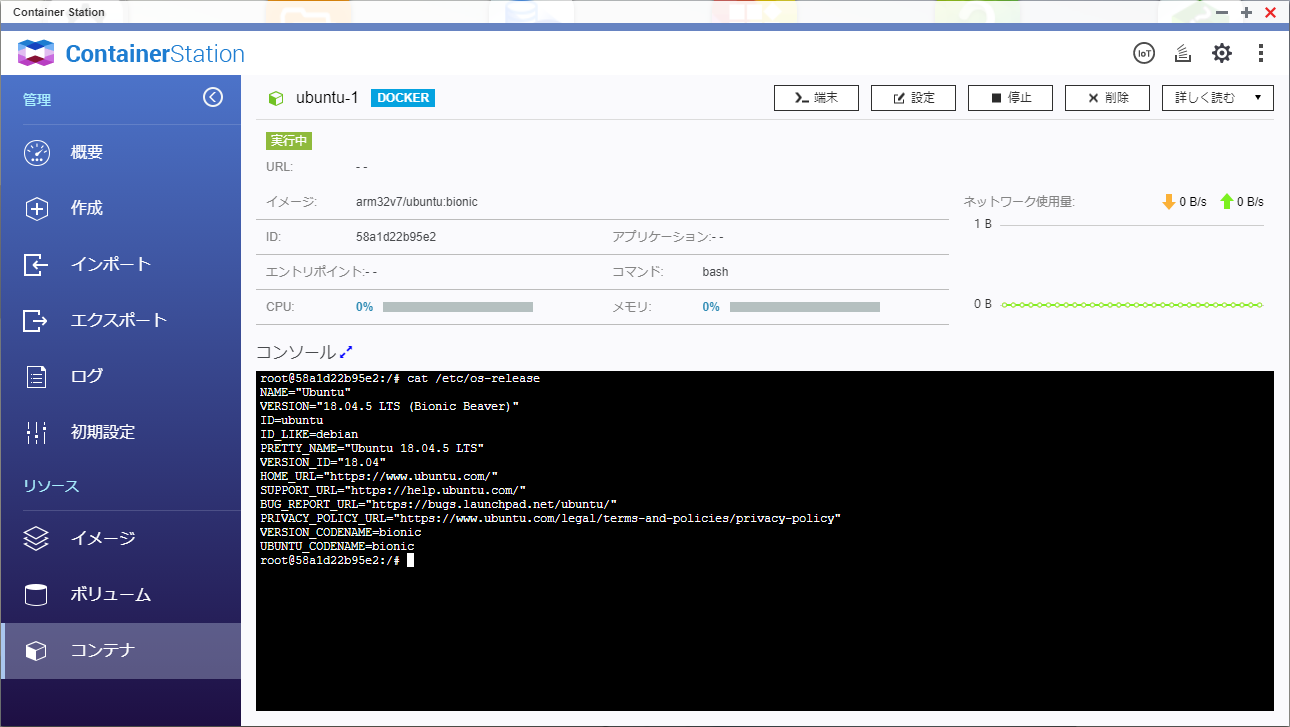 Container Station
ContainerStation
IoT
管理
概要
作成
インポート
エクスポート
ログ
初期設定
リソース
イメージ
ボリューム
コンテナ
ubuntu-1 DOCKER
端末 設定 停止 削除 詳しく読む
実行中
URL: - -
イメージ: arm32v7/ubuntu:bionic
ID: 58a1d22b95e2 アプリケーション:- -
エントリポイント:- - コマンド: bash
CPU: 0% メモリ: 0%
ネットワーク使用量: 0 B/s 0 B/s
1 B
0 B
コンソール
root@58a1d22b95e2:/# cat /etc/os-release
NAME="Ubuntu"
VERSION="18.04.5 LTS (Bionic Beaver)"
ID=ubuntu
ID_LIKE=debian
PRETTY_NAME="Ubuntu 18.04.5 LTS"
VERSION_ID="18.04"
HOME_URL="https://www.ubuntu.com/"
SUPPORT_URL="https://help.ubuntu.com/"
BUG_REPORT_URL="https://bugs.launchpad.net/ubuntu/"
PRIVACY_POLICY_URL="https://www.ubuntu.com/legal/terms-and-policies/privacy-policy"
VERSION_CODENAME=bionic
UBUNTU_CODENAME=bionic
root@58a1d22b95e2:/#